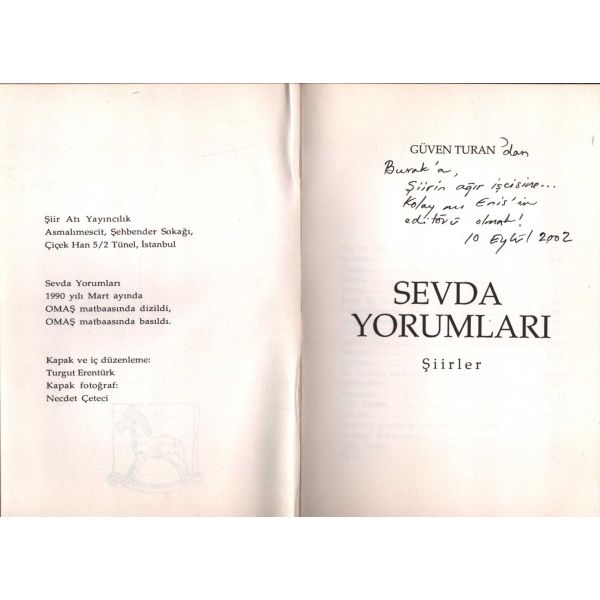 Şiir Atı Yayıncılık
Asmalımescit, Şehbender Sokağı,
Çiçek Han 5/2 Tünel, İstanbul
Sevda Yorumları
1990 yılı Mart ayında
OMAŞ matbaasında dizildi,
OMAŞ matbaasında basıldı.
Kapak ve iç düzenleme:
Turgut Erentürk
Kapak fotoğraf:
Necdet Çeteci
GÜVEN TURAN 'dan
Burak'a,
Şiirin ağır işçisine...
Kolay mı Enis'in
editörü olmak!
10 Eylül 2002
SEVDA
YORUMLARI
Şiirler